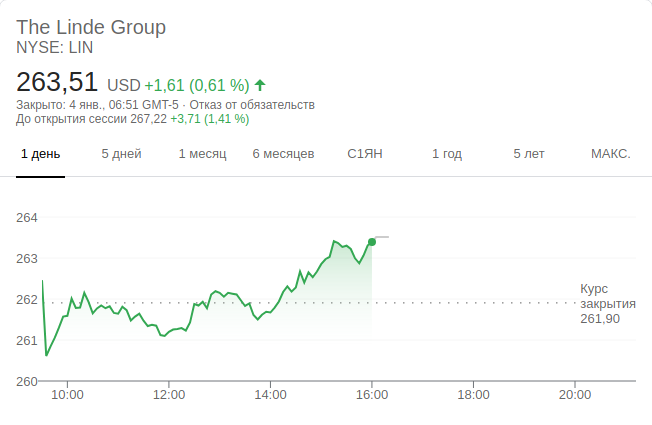 The Linde Group
NYSE: LIN
263,51 USD +1,61 (0,61 %)
Закрыто: 4 янв., 06:51 GMT-5 · Отказ от обязательств
До открытия сессии 267,22 +3,71 (1,41 %)
1 день 5 дней 1 месяц 6 месяцев С1ЯН 1 год 5 лет МАКС.
264
263
262
261
260
Курс
закрытия
261,90
10:00 12:00 14:00 16:00 18:00 20:00